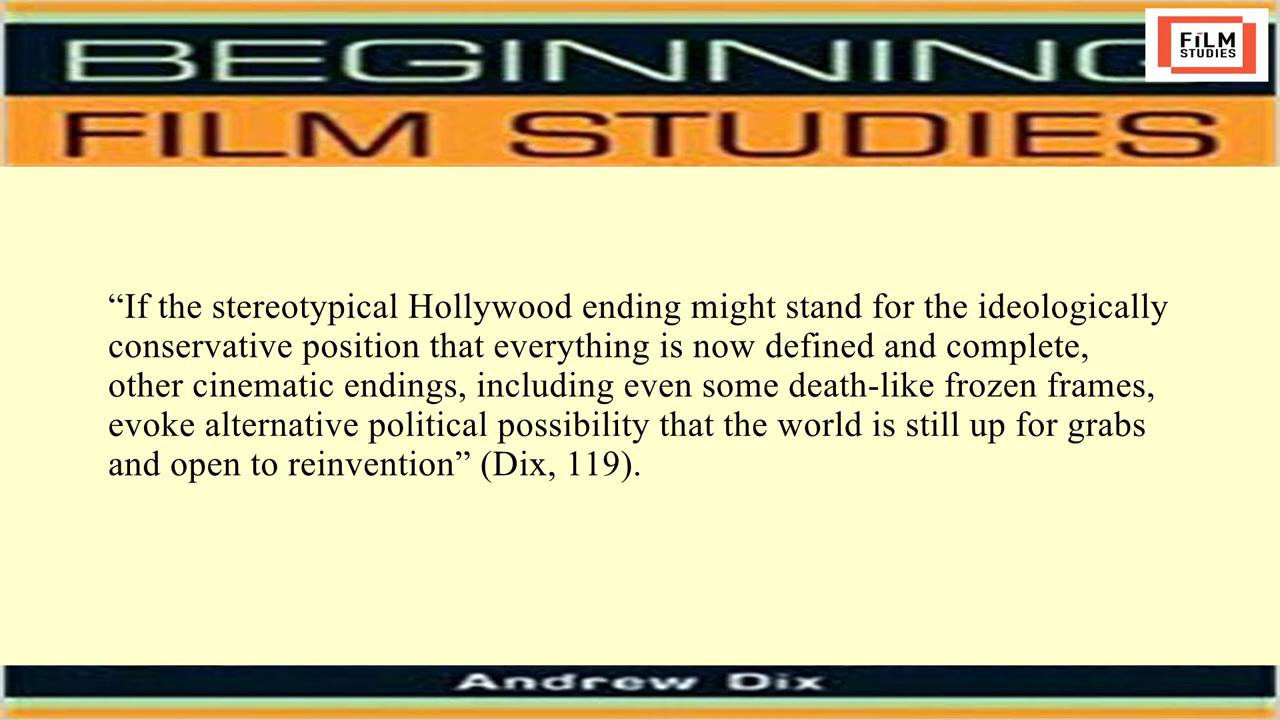 BEGINNING
FiLM
STUDIES
FILM STUDIES
“If the stereotypical Hollywood ending might stand for the ideologically
conservative position that everything is now defined and complete,
other cinematic endings, including even some death-like frozen frames,
evoke alternative political possibility that the world is still up for grabs
and open to reinvention” (Dix, 119).
Andrew Dix